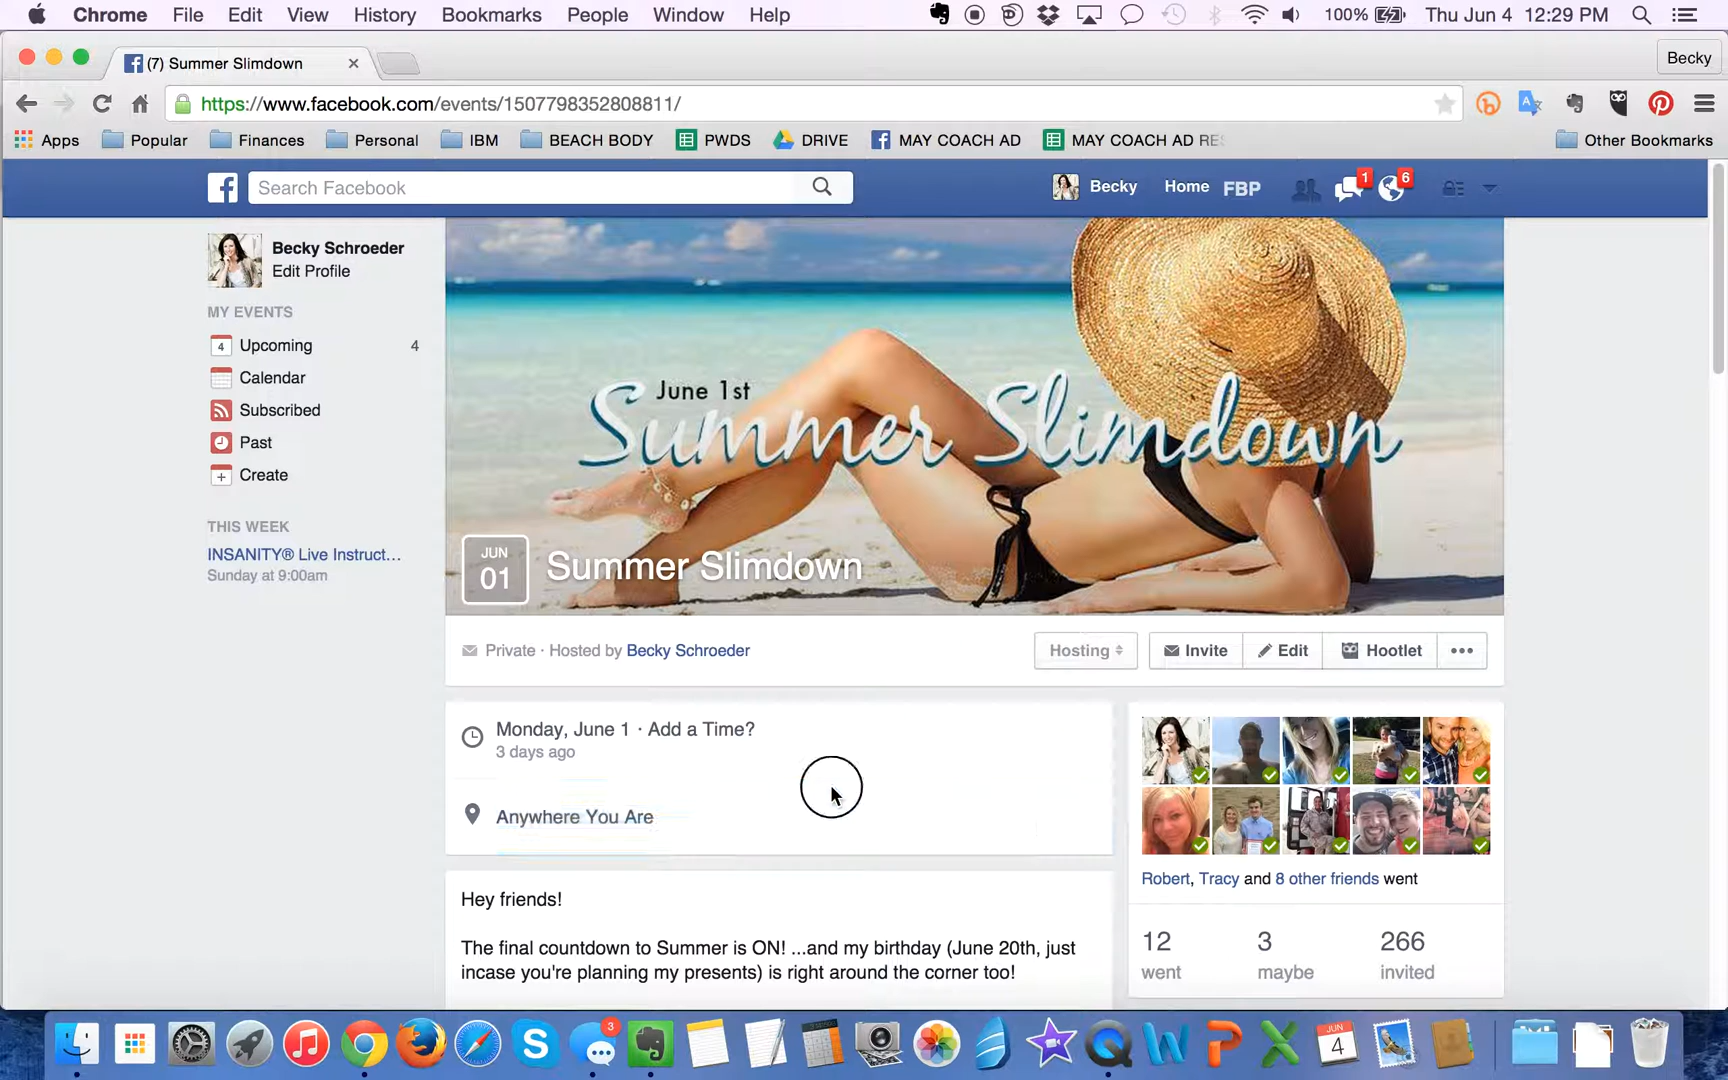 Chrome File Edit View History Bookmarks People Window Help 100% Thu Jun 4 12:29 PM
(7) Summer Slimdown Becky
https://www.facebook.com/events/1507798352808811/
Apps Popular Finances Personal IBM BEACH BODY PWDS DRIVE MAY COACH AD MAY COACH AD RES Other Bookmarks
Search Facebook Becky Home FBP 1 6
Becky Schroeder
Edit Profile
MY EVENTS
4 Upcoming 4
Calendar
Subscribed
Past
Create
THIS WEEK
INSANITY® Live Instruct...
Sunday at 9:00am
June 1st
Summer Slimdown
JUN
01
Summer Slimdown
Private · Hosted by Becky Schroeder Hosting Invite Edit Hootlet
Monday, June 1 · Add a Time?
3 days ago
Anywhere You Are
Hey friends!
The final countdown to Summer is ON! ...and my birthday (June 20th, just
incase you're planning my presents) is right around the corner too!
Robert, Tracy and 8 other friends went
12 3 266
went maybe invited
3
JUN
4